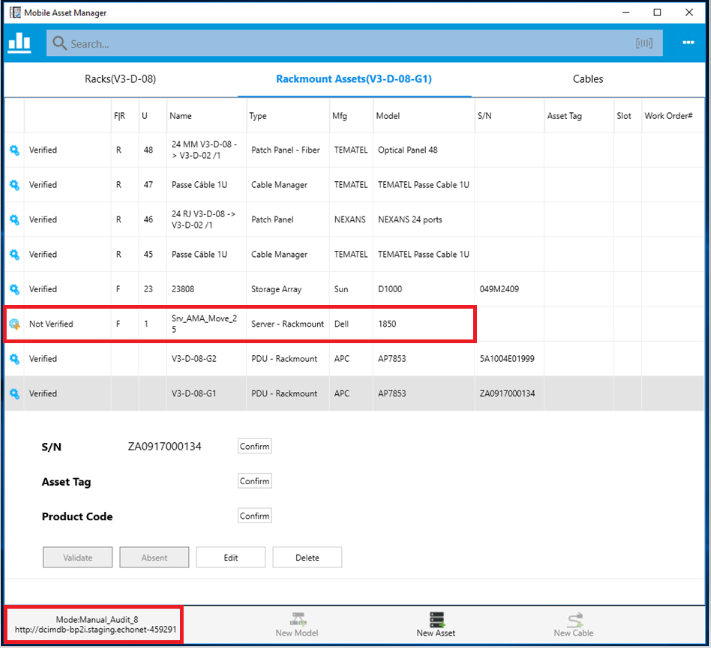 Mobile Asset Manager
Search...
Racks(V3-D-08) Rackmount Assets(V3-D-08-G1) Cables
F|R U Name Type Mfg Model S/N Asset Tag Slot Work Order#
Verified R 48 24 MM V3-D-08 -
> V3-D-02 /1 Patch Panel - Fiber TEMATEL Optical Panel 48
Verified R 47 Passe Câble 1U Cable Manager TEMATEL TEMATEL Passe Cable 1U
Verified R 46 24 RJ V3-D-08 ->
V3-D-02 /1 Patch Panel NEXANS NEXANS 24 ports
Verified R 45 Passe Câble 1U Cable Manager TEMATEL TEMATEL Passe Cable 1U
Verified F 23 23808 Storage Array Sun D1000 049M2409
Not Verified F 1 Srv_AMA_Move_2
5 Server - Rackmount Dell 1850
Verified V3-D-08-G2 PDU - Rackmount APC AP7853 5A1004E01999
Verified V3-D-08-G1 PDU - Rackmount APC AP7853 ZA0917000134
S/N ZA0917000134 Confirm
Asset Tag Confirm
Product Code Confirm
Validate Absent Edit Delete
Mode:Manual_Audit_8
http://dcimdb-bp2i.staging.echonet-459291
New Model New Asset New Cable